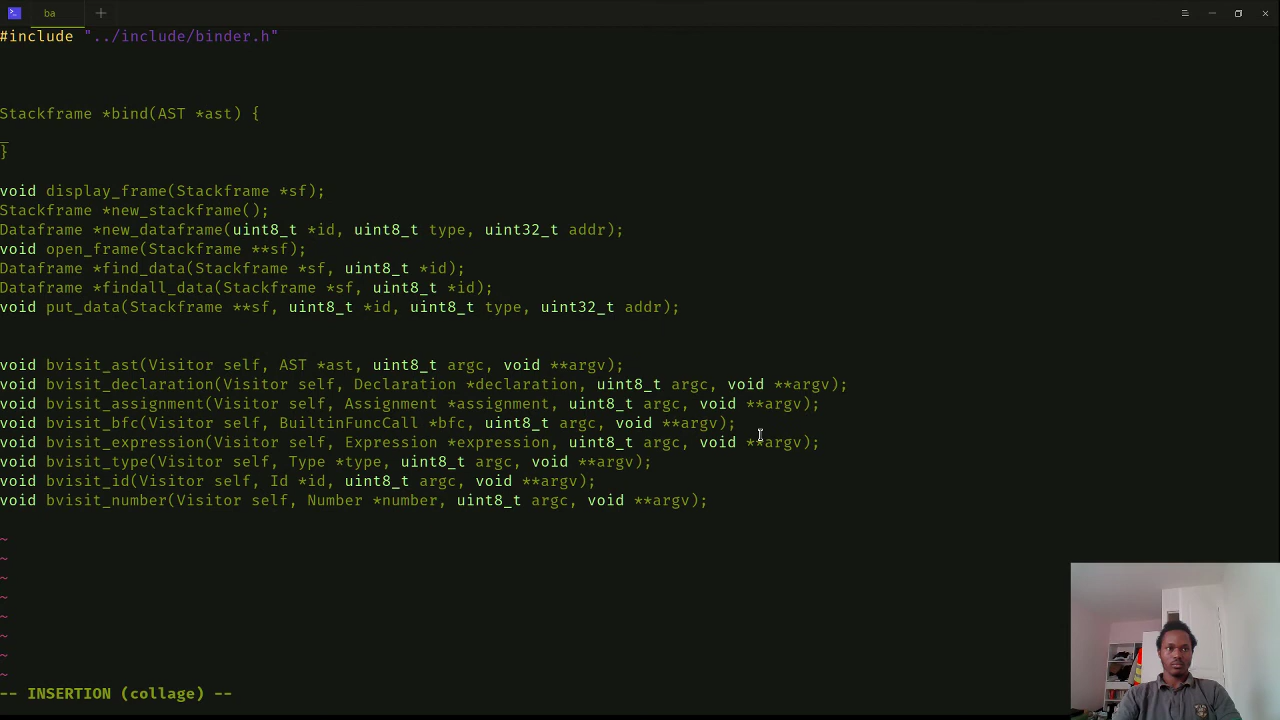 ba
#include "../include/binder.h"
Stackframe *bind(AST *ast) {
}
void display_frame(Stackframe *sf);
Stackframe *new_stackframe();
Dataframe *new_dataframe(uint8_t *id, uint8_t type, uint32_t addr);
void open_frame(Stackframe **sf);
Dataframe *find_data(Stackframe *sf, uint8_t *id);
Dataframe *findall_data(Stackframe *sf, uint8_t *id);
void put_data(Stackframe **sf, uint8_t *id, uint8_t type, uint32_t addr);
void bvisit_ast(Visitor self, AST *ast, uint8_t argc, void **argv);
void bvisit_declaration(Visitor self, Declaration *declaration, uint8_t argc, void **argv);
void bvisit_assignment(Visitor self, Assignment *assignment, uint8_t argc, void **argv);
void bvisit_bfc(Visitor self, BuiltinFuncCall *bfc, uint8_t argc, void **argv);
void bvisit_expression(Visitor self, Expression *expression, uint8_t argc, void **argv);
void bvisit_type(Visitor self, Type *type, uint8_t argc, void **argv);
void bvisit_id(Visitor self, Id *id, uint8_t argc, void **argv);
void bvisit_number(Visitor self, Number *number, uint8_t argc, void **argv);
~
~
~
~
~
~
~
~
-- INSERTION (collage) --